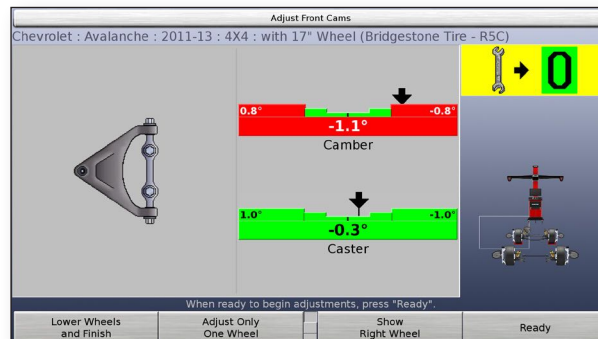 Adjust Front Cams
Chevrolet : Avalanche : 2011-13 : 4X4 : with 17" Wheel (Bridgestone Tire - R5C)
0
0.8° -0.8°
-1.1°
Camber
1.0° -1.0°
-0.3°
Caster
When ready to begin adjustments, press "Ready".
Lower Wheels
and Finish
Adjust Only
One Wheel
Show
Right Wheel
Ready